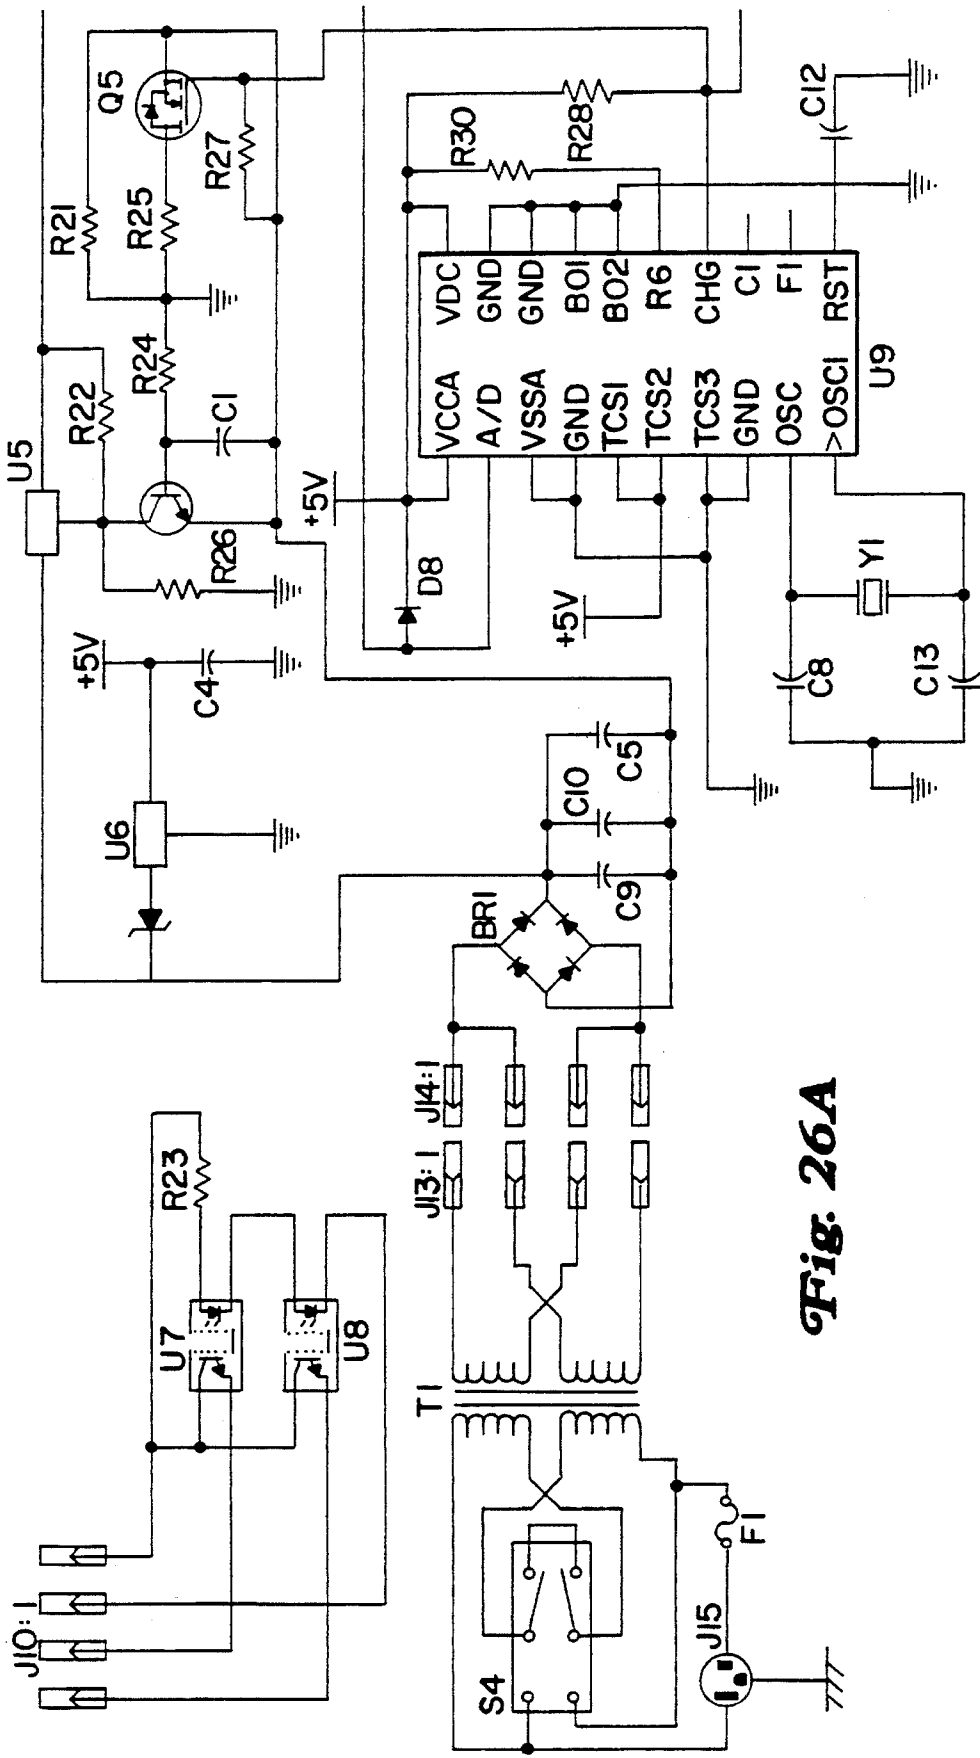 Q5
R21
R25
R27
R30
R28
C12
U5
R22
R24
C1
R26
+5V
VDC
GND
GND
BO1
BO2
R6
CHG
C1
F1
RST
VCCA
A/D
VSSA
GND
TCS1
TCS2
TCS3
GND
OSC
>OSC1
U9
+5V
C4
D8
+5V
Y1
C8
C13
U6
C5
C10
C9
BR1
R23
U7
U8
J10:1
J14:1
J13:1
T1
S4
F1
J15
Fig. 26A